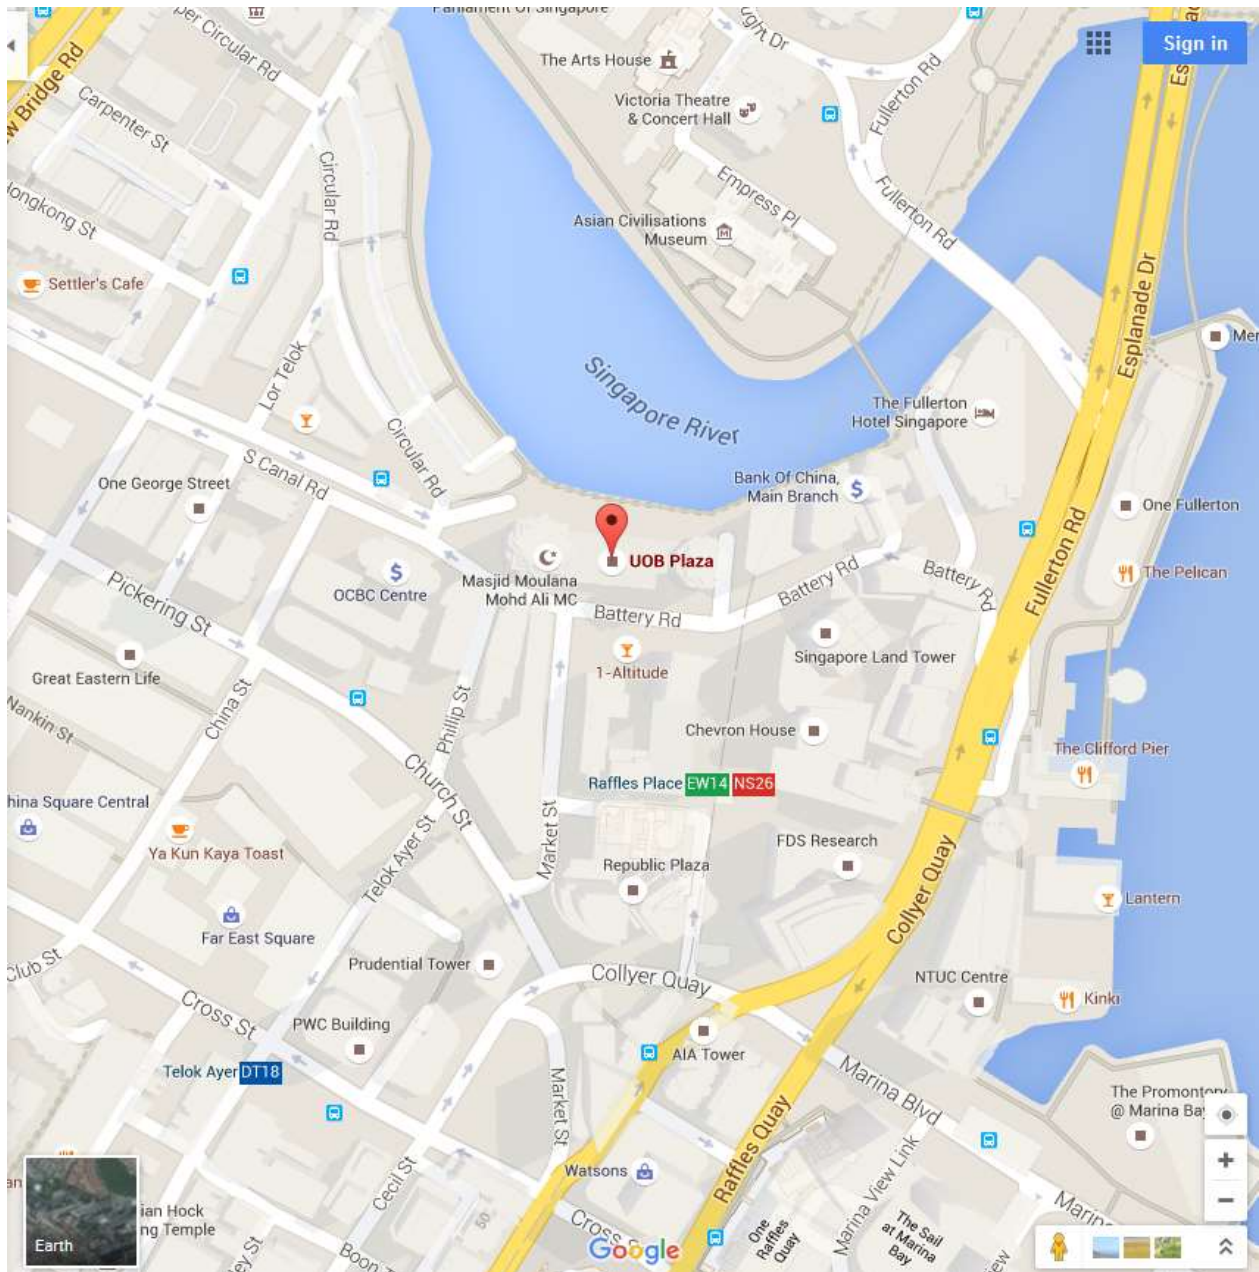 Parliament Of Singapore
The Arts House
Sign in
Fullerton Rd
Victoria Theatre
& Concert Hall
Carpenter St
Circular Rd
Empress Pl
Fullerton Rd
Asian Civilisations
Museum
Settler's Cafe
Esplanade Dr
Lor Telok
Singapore River
The Fullerton
Hotel Singapore
Circular Rd
S Canal Rd
One George Street
Bank Of China,
Main Branch
One Fullerton
UOB Plaza
Masjid Moulana
Mohd Ali MC
OCBC Centre
Battery Rd
Battery Rd
Battery Rd
Fullerton Rd
The Pelican
Pickering St
Singapore Land Tower
1-Altitude
Great Eastern Life
China St
Nankin St
Phillip St
Chevron House
The Clifford Pier
Raffles Place EW14 NS26
Church St
hina Square Central
Market St
Ya Kun Kaya Toast
Telok Ayer St
FDS Research
Republic Plaza
Collyer Quay
Lantern
Far East Square
Club St
Prudential Tower
Collyer Quay
NTUC Centre
Kinki
Cross St
PWC Building
AIA Tower
Telok Ayer DT18
Marina Blvd
The Promontory
@ Marina Bay
Market St
Raffles Quay
Watsons
Cecil St
Marina View Link
ian Hock
ng Temple
Earth
Cross
Google
One
Raffles
Quay
The Sail
at Marina
Bay
Boon T